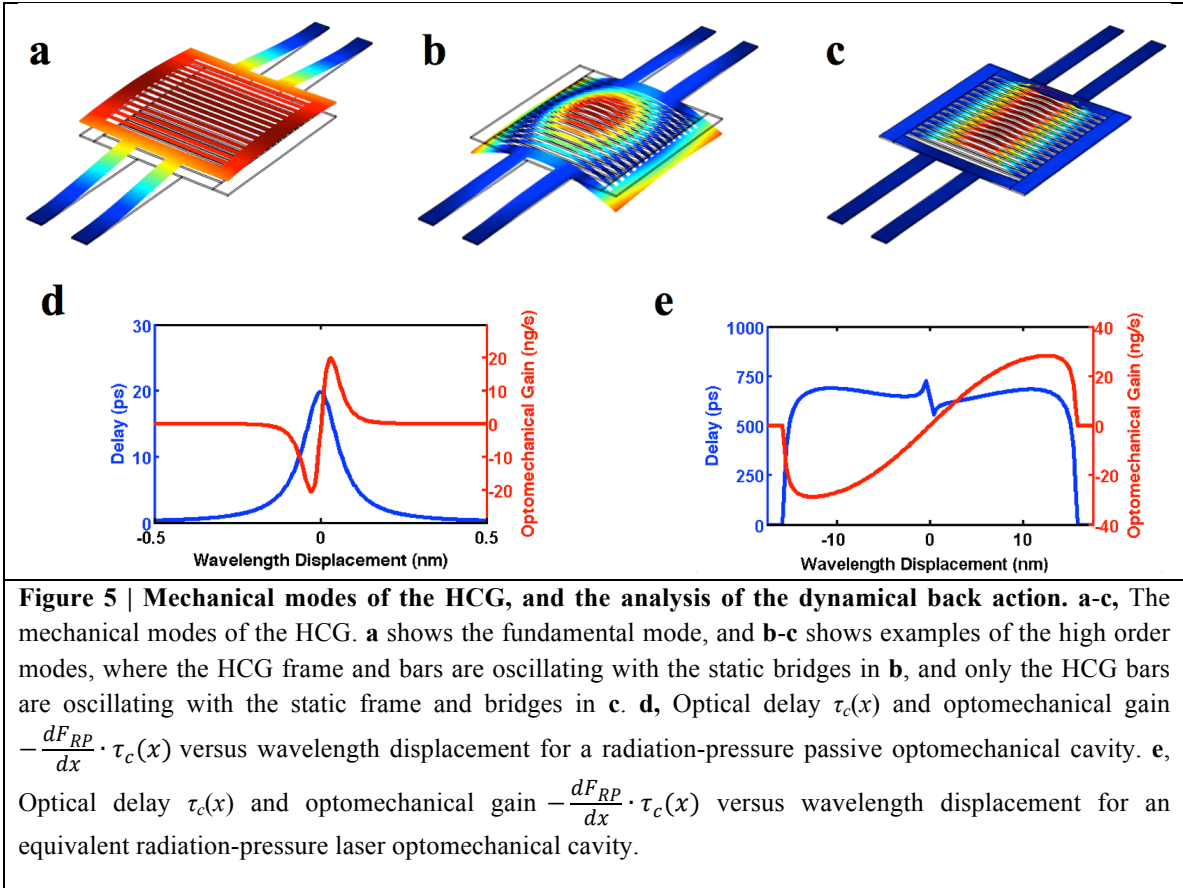 a
b
c
d
e
30
20
10
0
Delay (ps)
-0.5
0
0.5
Wavelength Displacement (nm)
20
10
0
-10
-20
Optomechanical Gain (ng/s)
1000
750
500
250
0
Delay (ps)
-10
0
10
Wavelength Displacement (nm)
40
20
0
-20
-40
Optomechanical Gain (ng/s)
Figure 5 | Mechanical modes of the HCG, and the analysis of the dynamical back action. a-c, The
mechanical modes of the HCG. a shows the fundamental mode, and b-c shows examples of the high order
modes, where the HCG frame and bars are oscillating with the static bridges in b, and only the HCG bars
are oscillating with the static frame and bridges in c. d, Optical delay τc(x) and optomechanical gain
−dF_RP/dx · τc(x) versus wavelength displacement for a radiation-pressure passive optomechanical cavity. e,
Optical delay τc(x) and optomechanical gain −dF_RP/dx · τc(x) versus wavelength displacement for an
equivalent radiation-pressure laser optomechanical cavity.